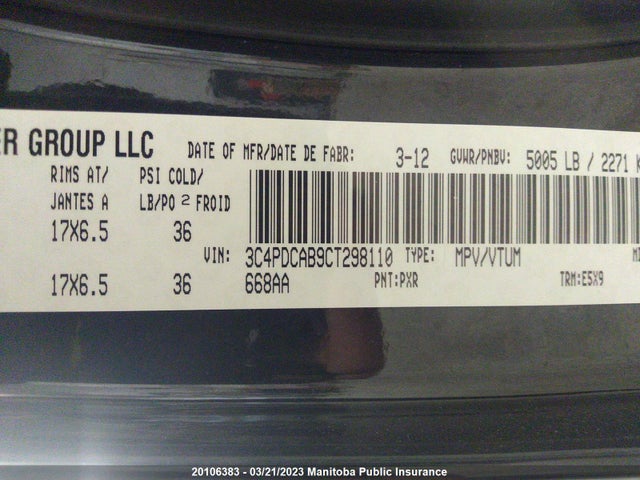 ER GROUP LLC DATE OF MFR/DATE DE FABR: 3-12 GVWR/PNBV: 5005 LB / 2271 K
RIMS AT/ PSI COLD/
JANTES A LB/PO 2 FROID
17X6.5 36
VIN: 3C4PDCAB9CT298110 TYPE: MPV/VTUM
17X6.5 36 668AA PNT:PXR TRM:E5X9
20106383 - 03/21/2023 Manitoba Public Insurance